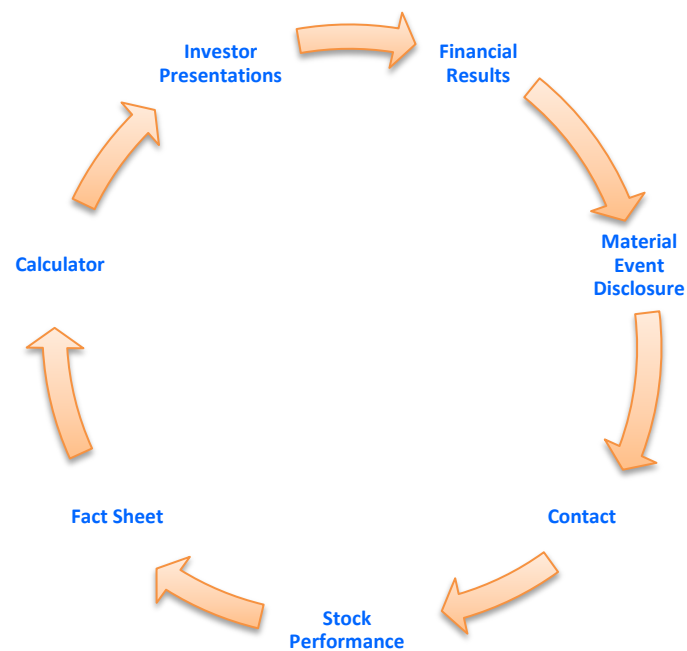 Investor
Presentations
Financial
Results
Material
Event
Disclosure
Contact
Stock
Performance
Fact Sheet
Calculator